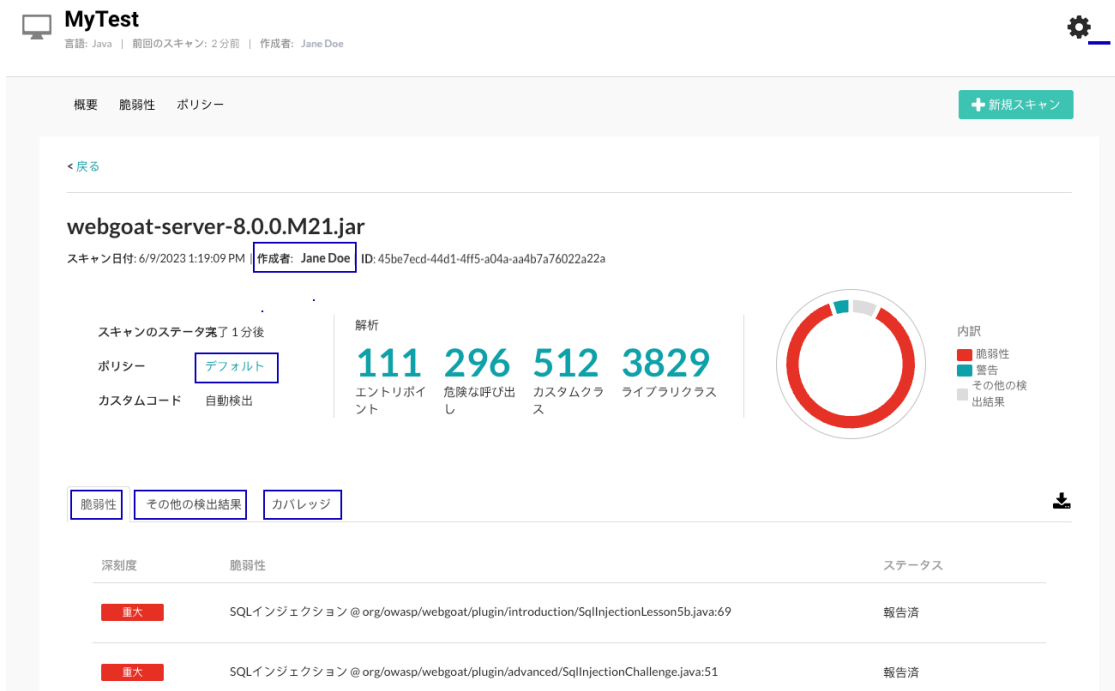 MyTest
言語: Java | 前回のスキャン: 2分前 | 作成者: Jane Doe
概要 脆弱性 ポリシー
新規スキャン
< 戻る
webgoat-server-8.0.0.M21.jar
スキャン日付: 6/9/2023 1:19:09 PM | 作成者: Jane Doe ID: 45be7ecd-44d1-4ff5-a04a-aa4b7a76022a22a
スキャンのステータ完了1分後
ポリシー デフォルト
カスタムコード 自動検出
解析
111 296 512 3829
エントリポイ 危険な呼び出 カスタムクラ ライブラリクラス
ント し ス
内訳
脆弱性
警告
その他の検
出結果
脆弱性 その他の検出結果 カバレッジ
深刻度 脆弱性 ステータス
重大 SQLインジェクション @ org/owasp/webgoat/plugin/introduction/SqlInjectionLesson5b.java:69 報告済
重大 SQLインジェクション @ org/owasp/webgoat/plugin/advanced/SqlInjectionChallenge.java:51 報告済